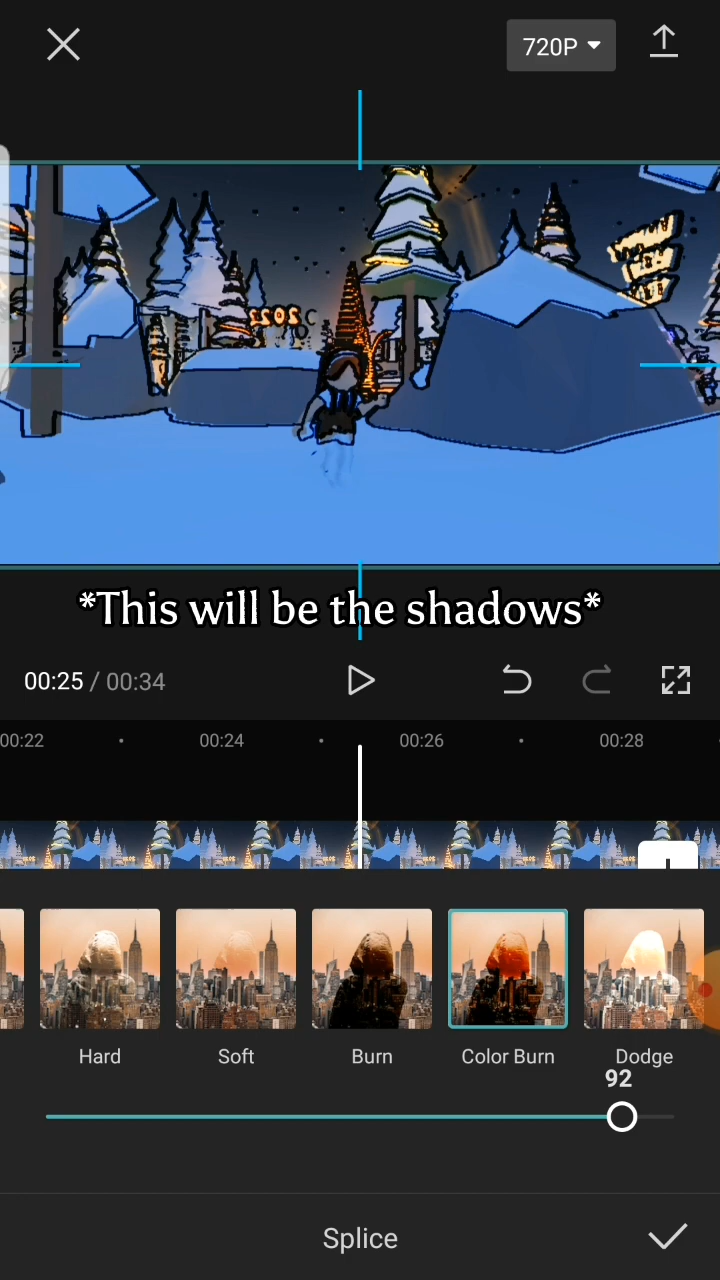 720P
2022
*This will be the shadows*
00:25 / 00:34
00:22 00:24 00:26 00:28
Hard Soft Burn Color Burn Dodge
92
Splice